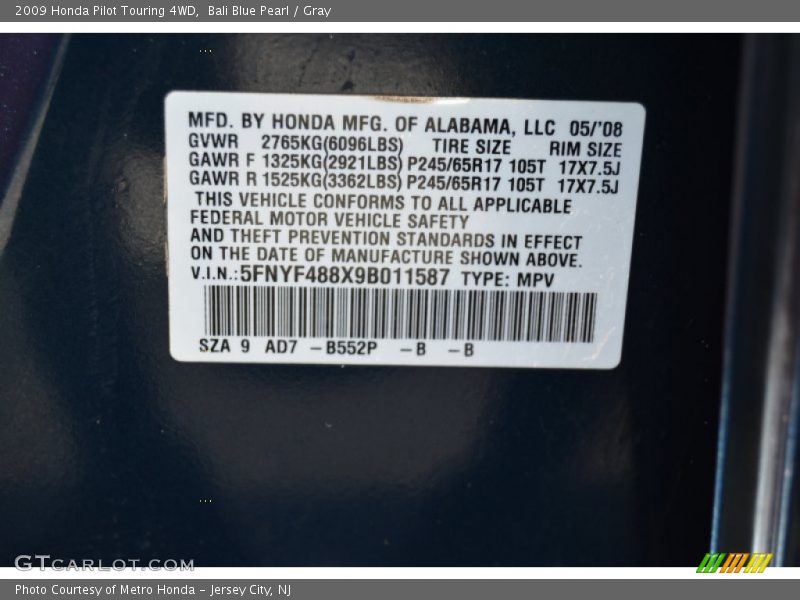 2009 Honda Pilot Touring 4WD,  Bali Blue Pearl / Gray
MFD. BY HONDA MFG. OF ALABAMA, LLC 05/'08
GVWR 2765KG(6096LBS) TIRE SIZE RIM SIZE
GAWR F 1325KG(2921LBS) P245/65R17 105T 17X7.5J
GAWR R 1525KG(3362LBS) P245/65R17 105T 17X7.5J
THIS VEHICLE CONFORMS TO ALL APPLICABLE
FEDERAL MOTOR VEHICLE SAFETY
AND THEFT PREVENTION STANDARDS IN EFFECT
ON THE DATE OF MANUFACTURE SHOWN ABOVE.
V.I.N.:5FNYF488X9B011587 TYPE: MPV
SZA 9 AD7 -B552P -B -B
GTCARLOT.COM
Photo Courtesy of Metro Honda - Jersey City, NJ